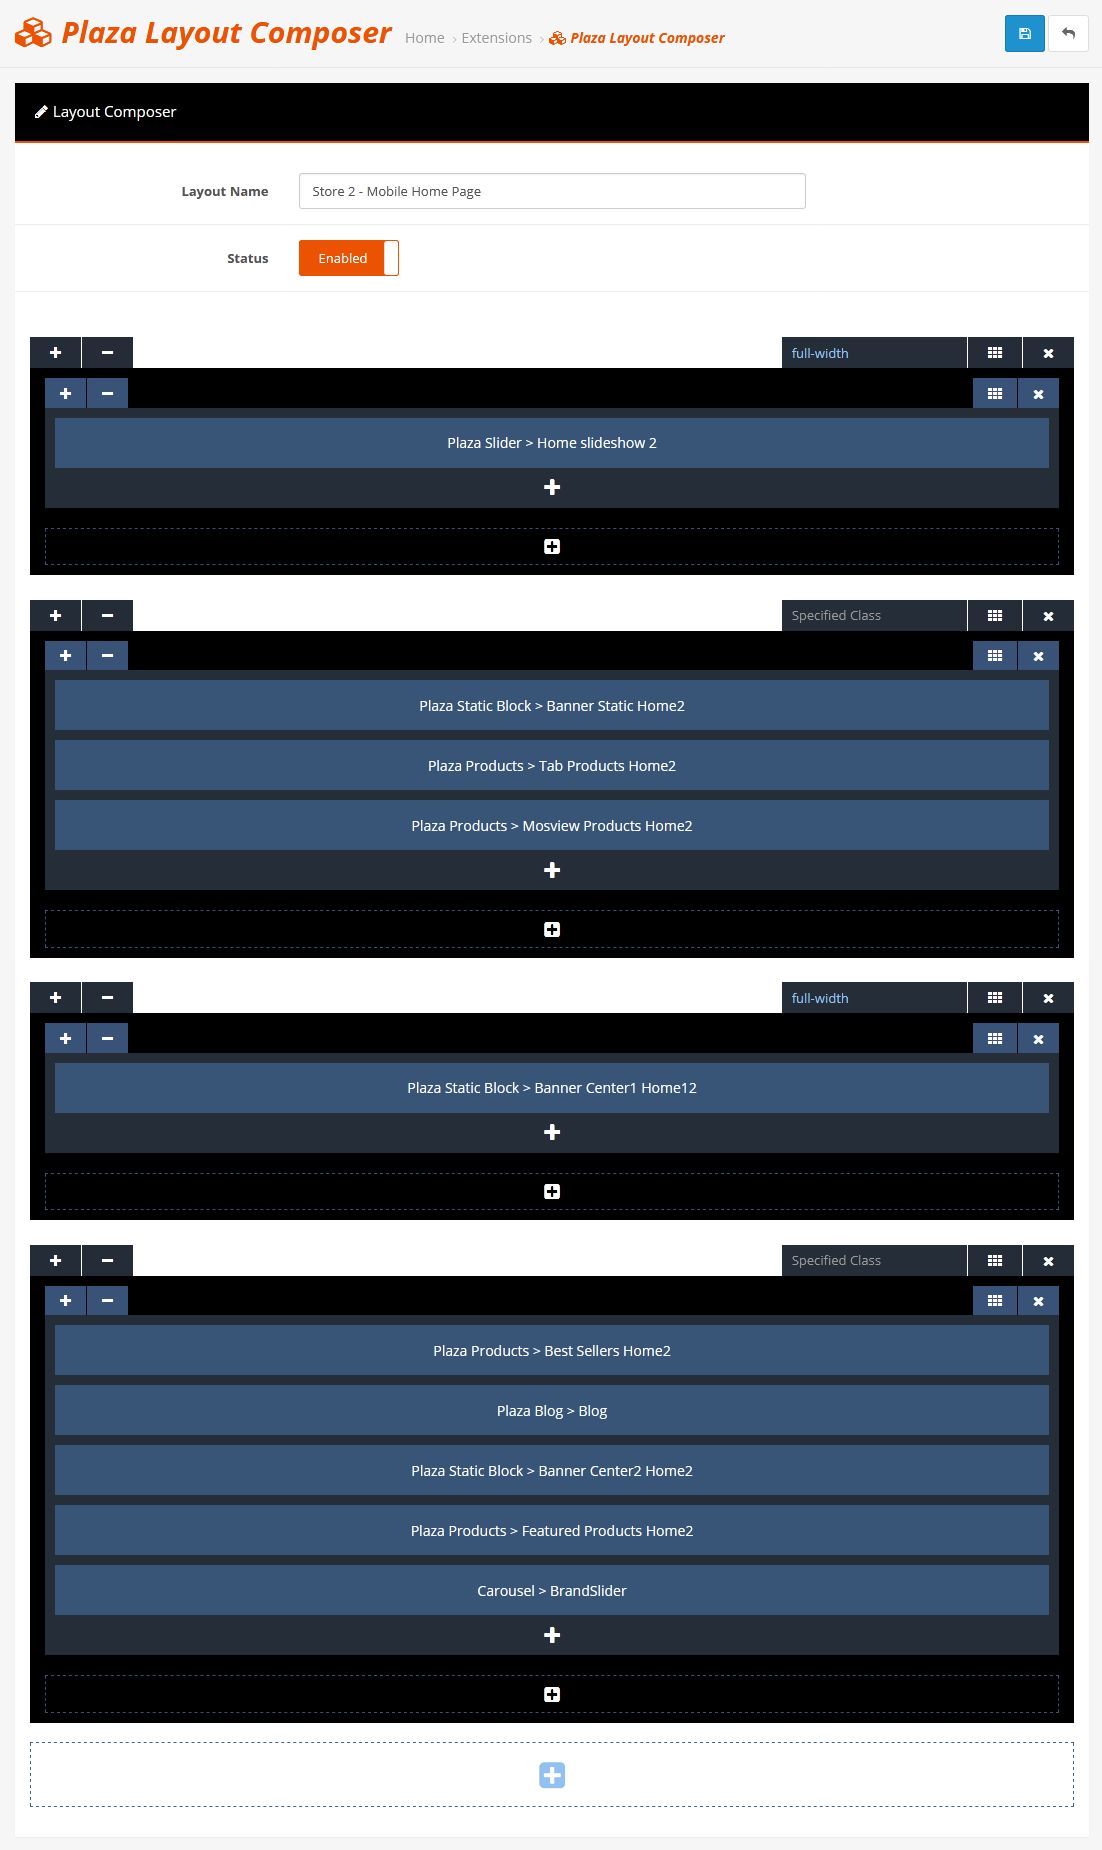 Plaza Layout Composer
Home › Extensions › Plaza Layout Composer
Layout Composer
Layout Name
Store 2 - Mobile Home Page
Status
Enabled
full-width
Plaza Slider > Home slideshow 2
Specified Class
Plaza Static Block > Banner Static Home2
Plaza Products > Tab Products Home2
Plaza Products > Mosview Products Home2
full-width
Plaza Static Block > Banner Center1 Home12
Specified Class
Plaza Products > Best Sellers Home2
Plaza Blog > Blog
Plaza Static Block > Banner Center2 Home2
Plaza Products > Featured Products Home2
Carousel > BrandSlider